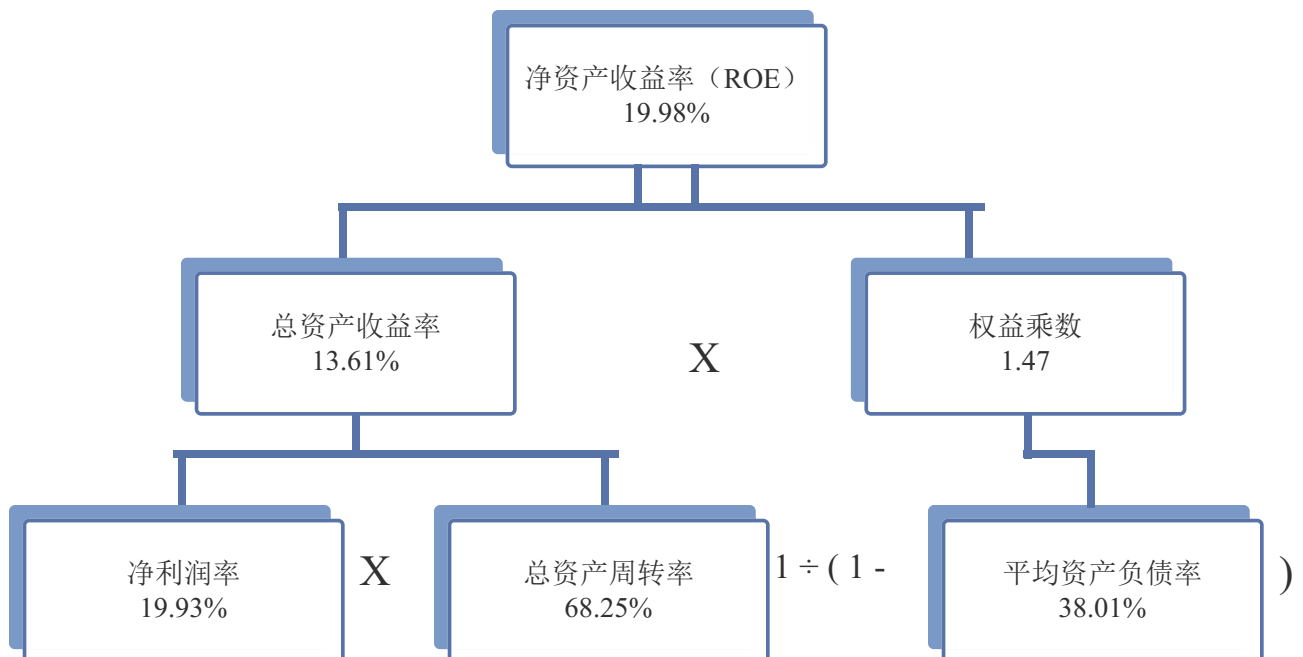 净资产收益率（ROE）
19.98%
总资产收益率
13.61%
X
权益乘数
1.47
净利润率
19.93%
X
总资产周转率
68.25%
1 ÷ ( 1 -
平均资产负债率
38.01%
)